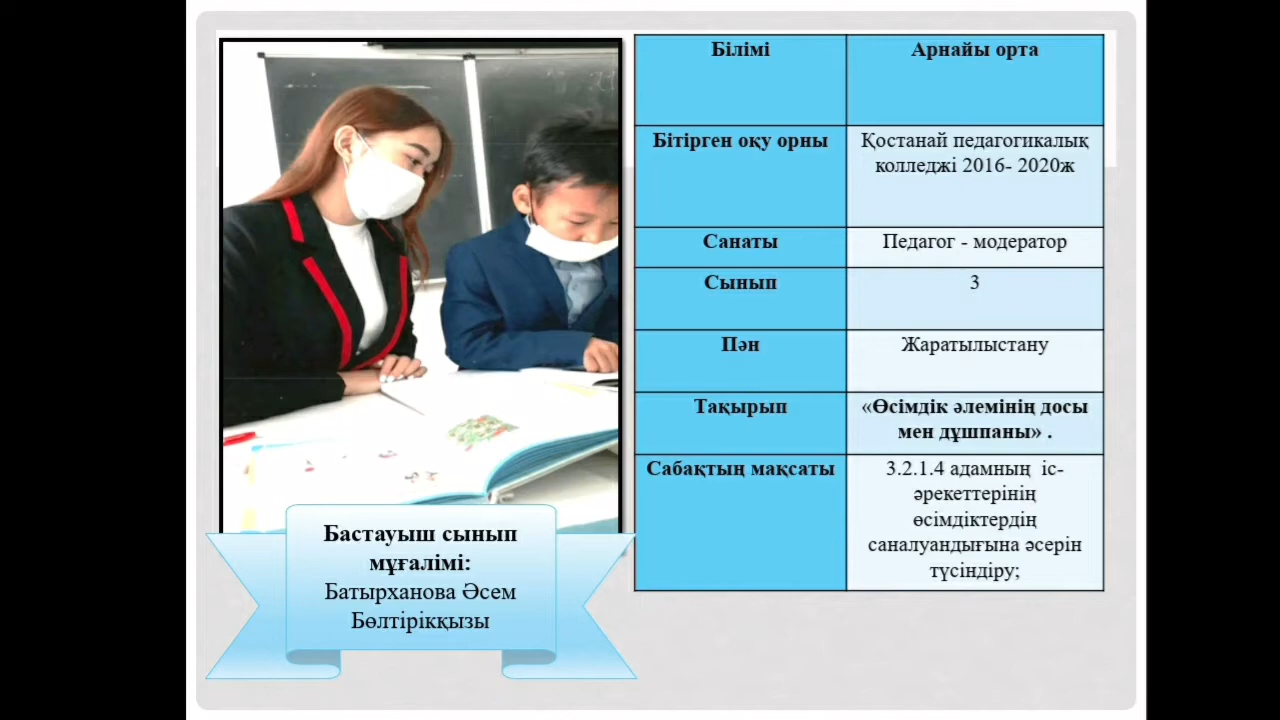 Білімі
Арнайы орта
Бітірген оқу орны
Қостанай педагогикалық
колледжі 2016- 2020ж
Санаты
Педагог - модератор
Сынып
3
Пән
Жаратылыстану
Тақырып
«Өсімдік әлемінің досы
мен дұшпаны» .
Сабақтың мақсаты
3.2.1.4 адамның іс-
әрекеттерінің
өсімдіктердің
саналуандығына әсерін
түсіндіру;
Бастауыш сынып
мұғалімі:
Батырханова Әсем
Бөлтірікқызы